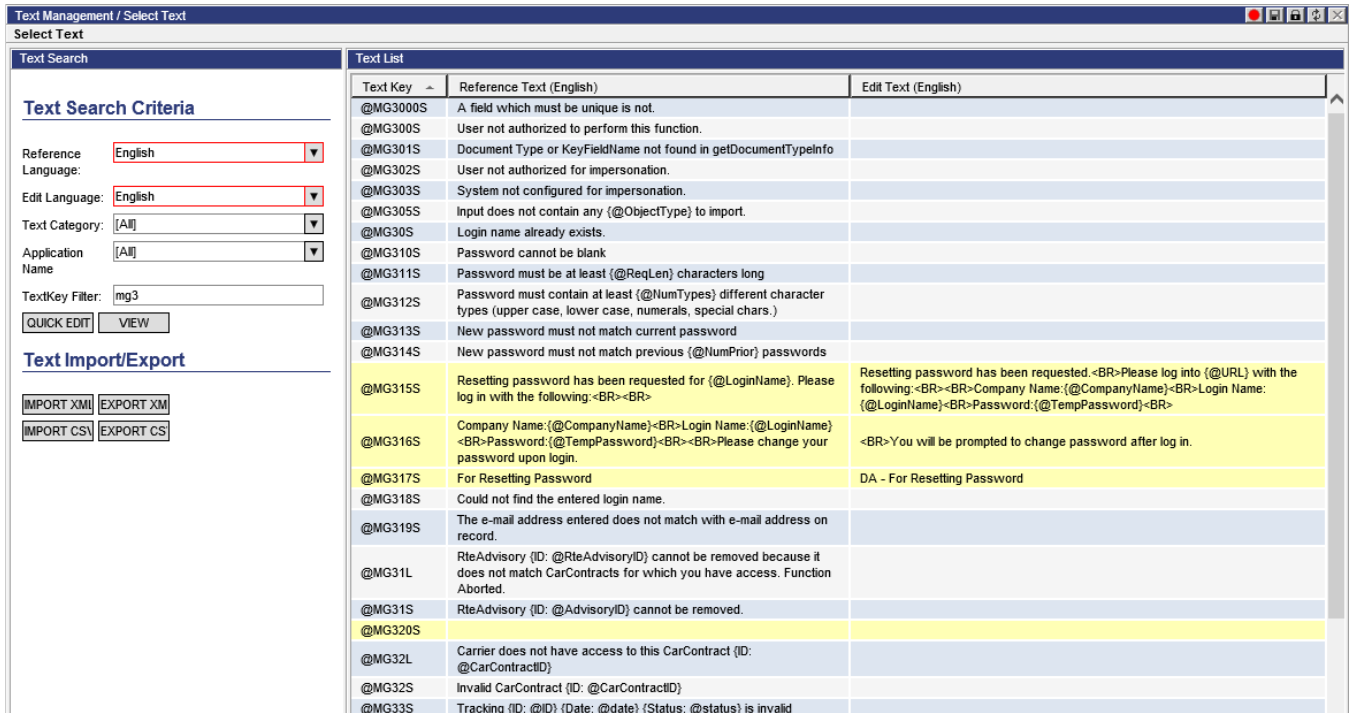 Text Management / Select Text
Select Text
Text Search
Text Search Criteria
Reference Language:
English
Edit Language:
English
Text Category:
[All]
Application Name
[All]
TextKey Filter:
mg3
QUICK EDIT
VIEW
Text Import/Export
IMPORT XML
EXPORT XM
IMPORT CSV
EXPORT CS
Text List
Text Key
Reference Text (English)
Edit Text (English)
@MG3000S
A field which must be unique is not.
@MG300S
User not authorized to perform this function.
@MG301S
Document Type or KeyFieldName not found in getDocumentTypeInfo
@MG302S
User not authorized for impersonation.
@MG303S
System not configured for impersonation.
@MG305S
Input does not contain any {@ObjectType} to import.
@MG30S
Login name already exists.
@MG310S
Password cannot be blank
@MG311S
Password must be at least {@ReqLen} characters long
@MG312S
Password must contain at least {@NumTypes} different character
types (upper case, lower case, numerals, special chars.)
@MG313S
New password must not match current password
@MG314S
New password must not match previous {@NumPrior} passwords
@MG315S
Resetting password has been requested for {@LoginName}. Please
log in with the following:<BR><BR>
Resetting password has been requested.<BR>Please log into {@URL} with the
following:<BR><BR>Company Name:{@CompanyName}<BR>Login Name:
{@LoginName}<BR>Password:{@TempPassword}<BR>
@MG316S
Company Name:{@CompanyName}<BR>Login Name:{@LoginName}
<BR>Password:{@TempPassword}<BR><BR>Please change your
password upon login.
<BR>You will be prompted to change password after log in.
@MG317S
For Resetting Password
DA - For Resetting Password
@MG318S
Could not find the entered login name.
@MG319S
The e-mail address entered does not match with e-mail address on
record.
@MG31L
RteAdvisory {ID: @RteAdvisoryID} cannot be removed because it
does not match CarContracts for which you have access. Function
Aborted.
@MG31S
RteAdvisory {ID: @AdvisoryID} cannot be removed.
@MG320S
@MG32L
Carrier does not have access to this CarContract {ID:
@CarContractID}
@MG32S
Invalid CarContract {ID: @CarContractID}
@MG33S
Tracking {ID: @ID} {Date: @date} {Status: @status} is invalid